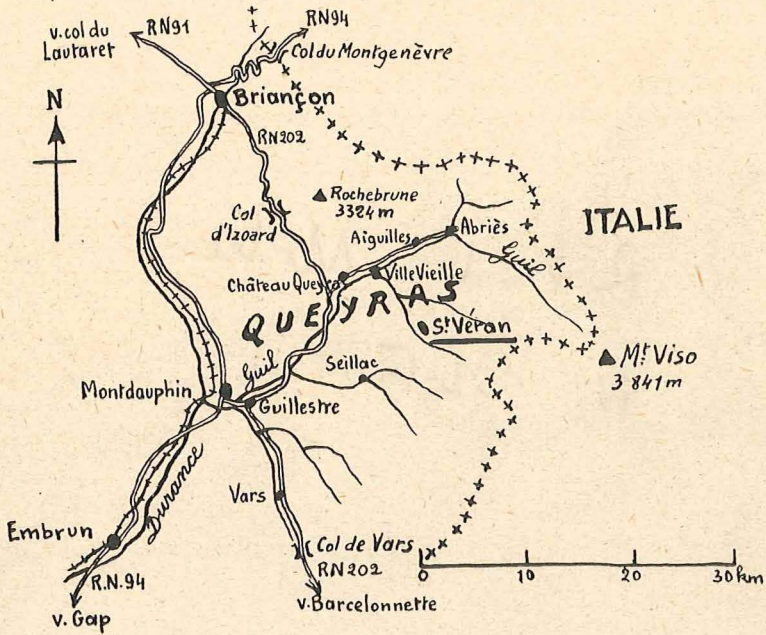 v. col du
Lautaret
RN91
RN94
Col du Montgenèvre
N
Briançon
RN202
Rochebrune
3324 m
Col
d'Izoard
ITALIE
Aiguilles
Abriès
Guil
Château Queyras
VilleVieille
QUEYRAS
St Véran
Mt Viso
3 841 m
Guil
Seillac
Montdauphin
Guillestre
Durance
Vars
Embrun
Col de Vars
RN202
0 10 20 30 km
R.N.94
v. Gap
v. Barcelonnette